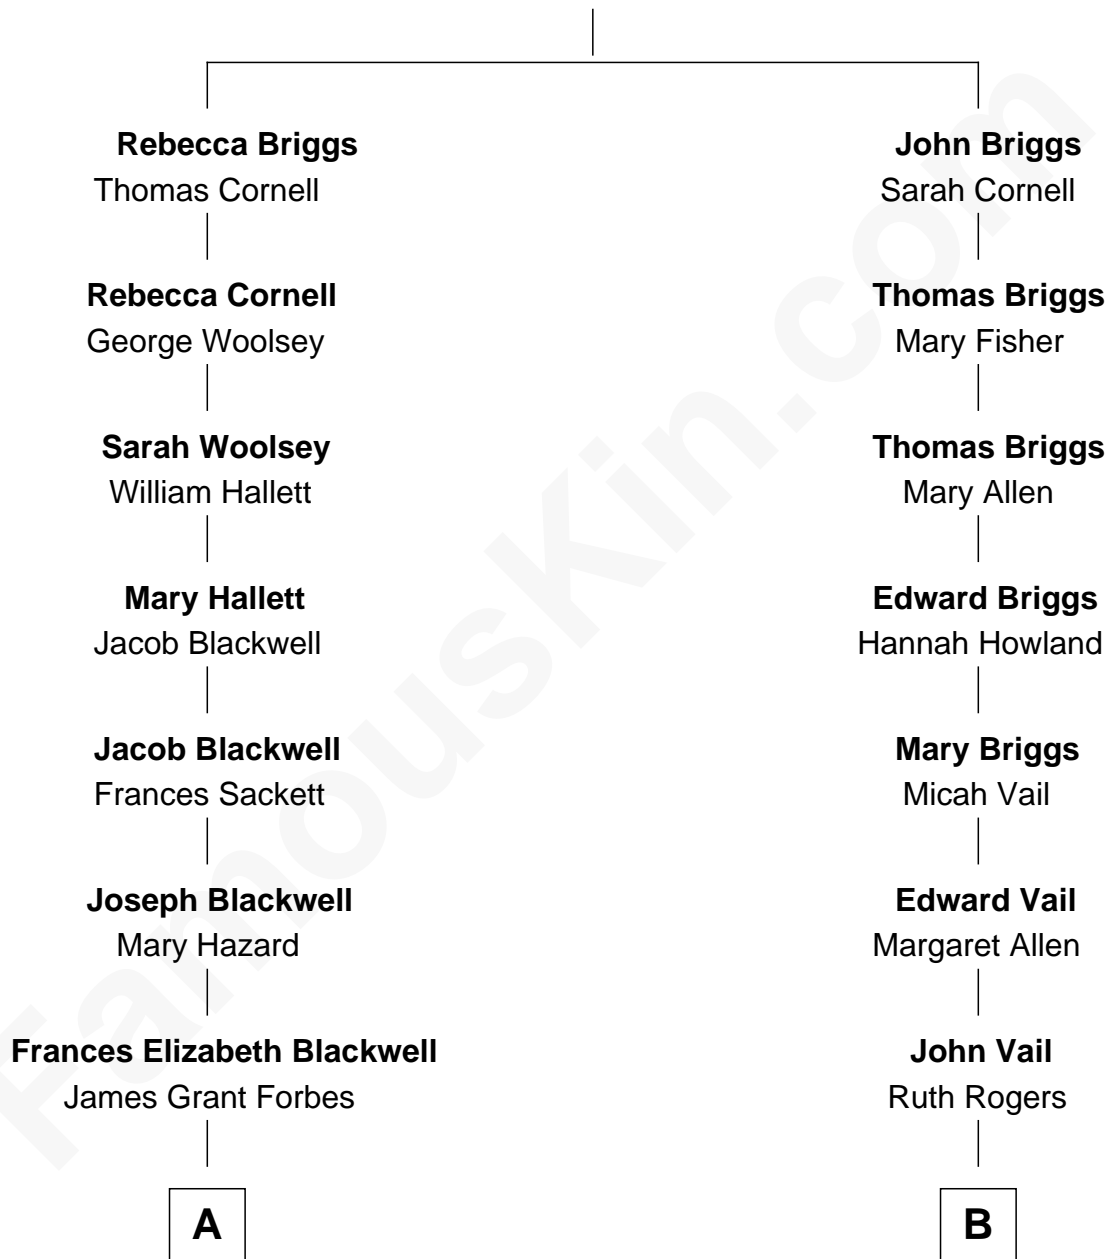 Rebecca Briggs
Thomas Cornell
Rebecca Cornell
George Woolsey
Sarah Woolsey
William Hallett
Mary Hallett
Jacob Blackwell
Jacob Blackwell
Frances Sackett
Joseph Blackwell
Mary Hazard
Frances Elizabeth Blackwell
James Grant Forbes
A
John Briggs
Sarah Cornell
Thomas Briggs
Mary Fisher
Thomas Briggs
Mary Allen
Edward Briggs
Hannah Howland
Mary Briggs
Micah Vail
Edward Vail
Margaret Allen
John Vail
Ruth Rogers
B
FamousKin.com